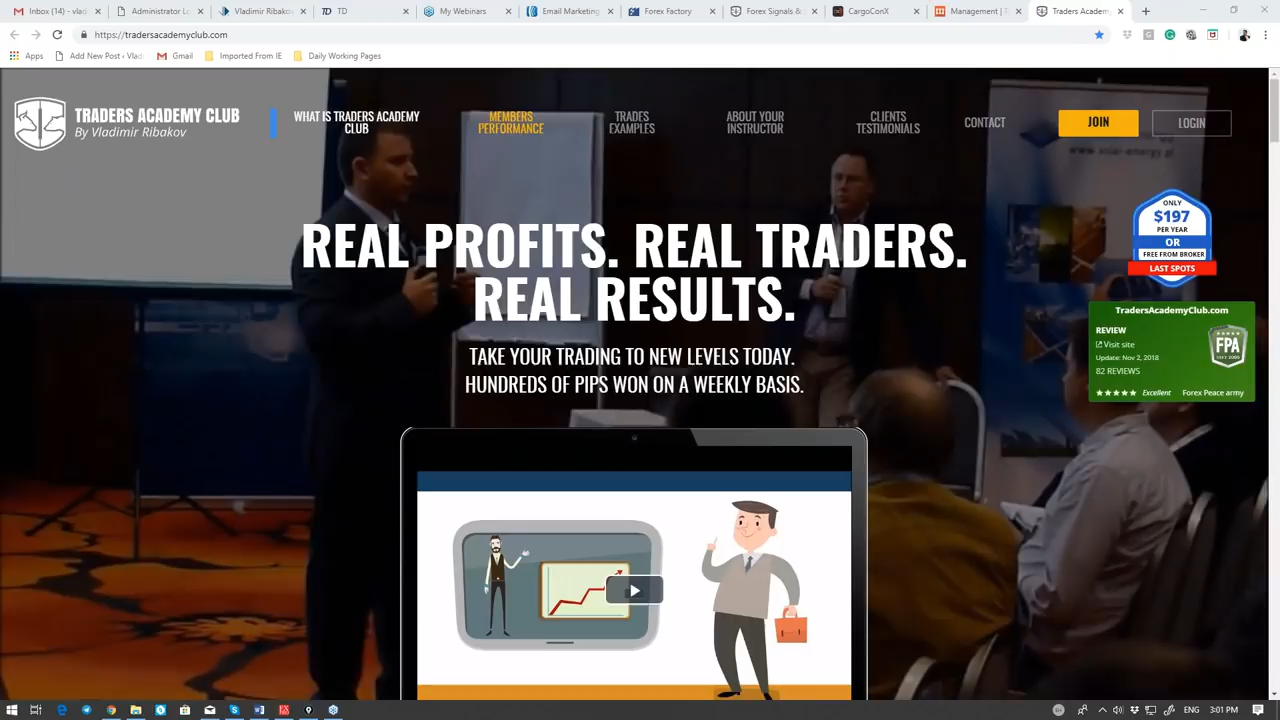 Inbox (14) - vlad
Administrator Lo
Vladimir Ribako
TD
My Webinars
Email Marketing
Forex Factory
Forex Signals &
CargoConX
Management | T
Traders Academ
https://tradersacademyclub.com
Apps
Add New Post ‹ Vlad
Gmail
Imported From IE
Daily Working Pages
TRADERS ACADEMY CLUB
By Vladimir Ribakov
WHAT IS TRADERS ACADEMY
CLUB
MEMBERS
PERFORMANCE
TRADES
EXAMPLES
ABOUT YOUR
INSTRUCTOR
CLIENTS
TESTIMONIALS
CONTACT
JOIN
LOGIN
REAL PROFITS. REAL TRADERS.
REAL RESULTS.
TAKE YOUR TRADING TO NEW LEVELS TODAY.
HUNDREDS OF PIPS WON ON A WEEKLY BASIS.
ONLY
$197
PER YEAR
OR
FREE FROM BROKER
LAST SPOTS
TradersAcademyClub.com
REVIEW
Visit site
Update: Nov 2, 2018
82 REVIEWS
FPA
SINCE 2005
Excellent
Forex Peace army
ENG
3:01 PM